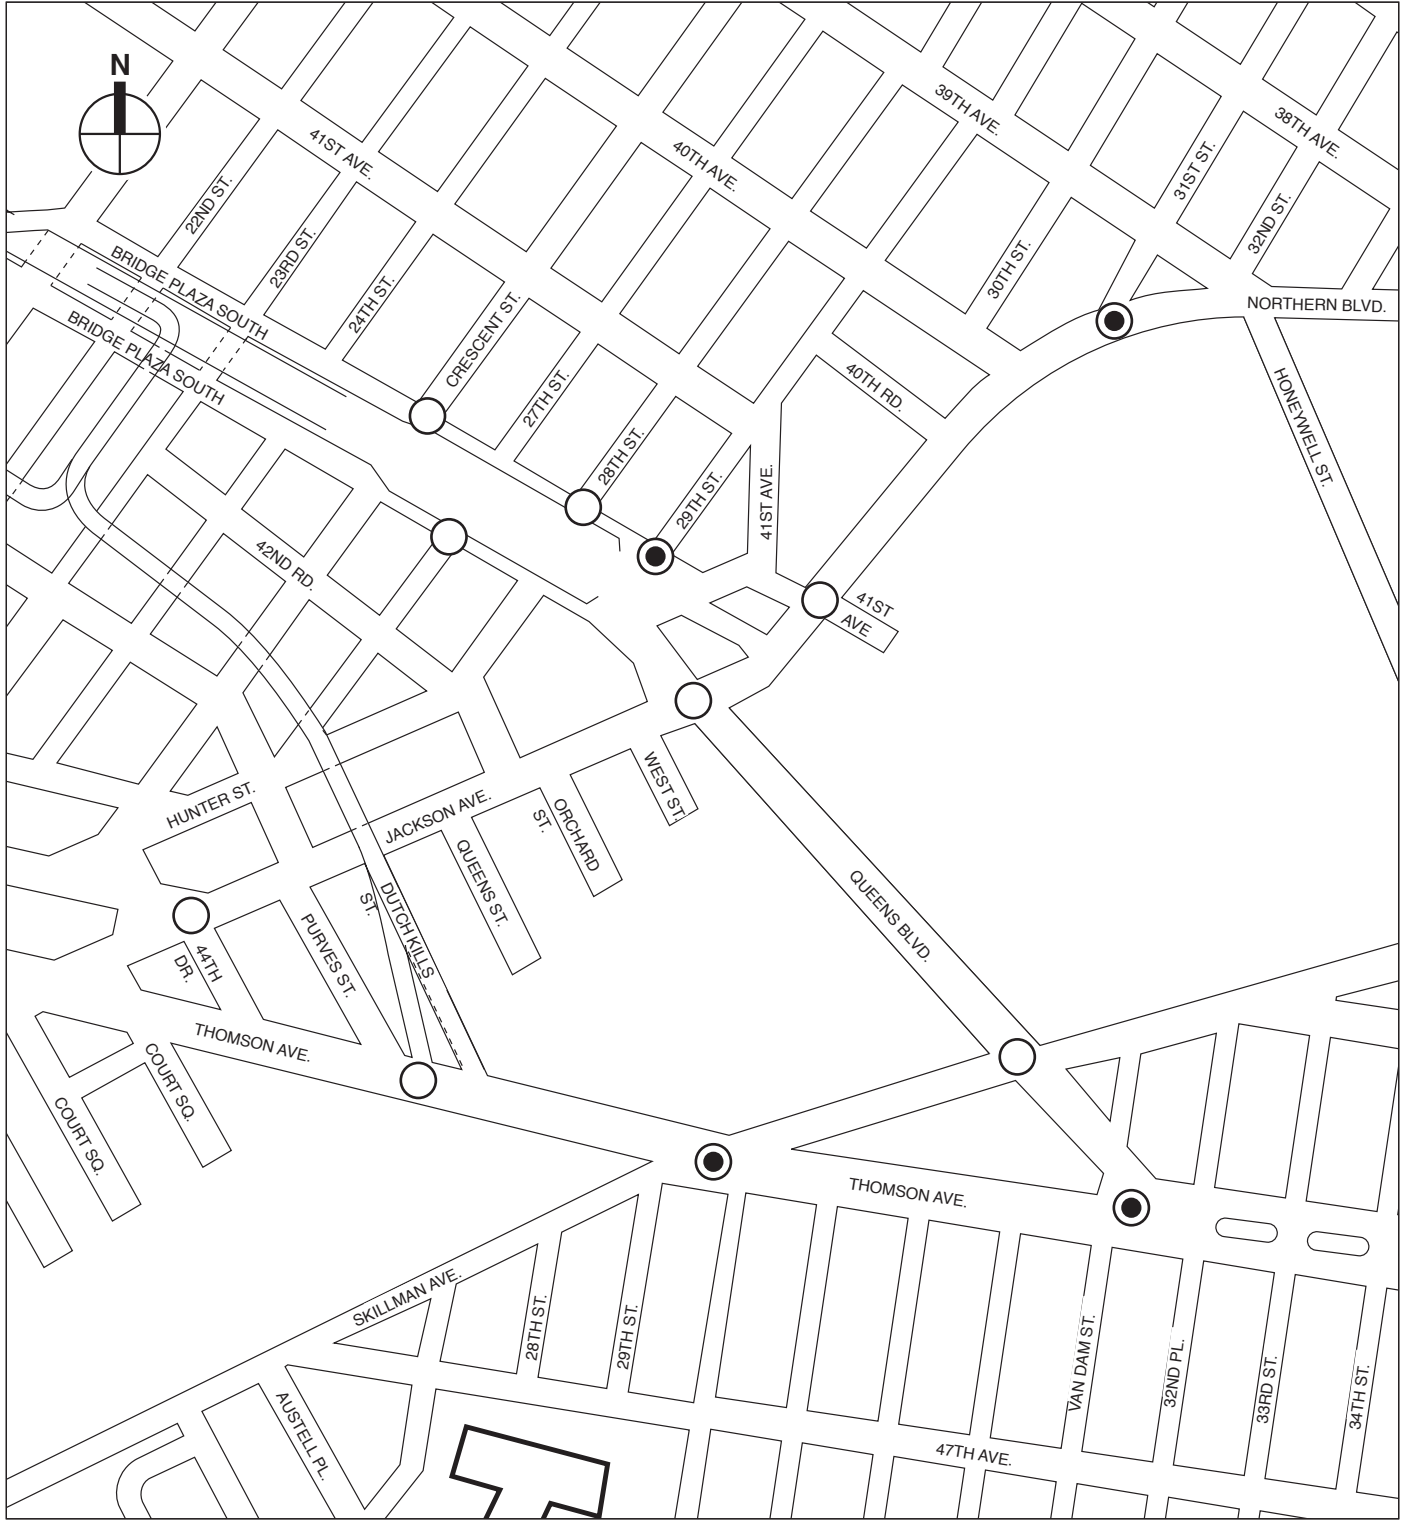 N
39TH AVE.
38TH AVE.
41ST AVE.
40TH AVE.
31ST ST.
22ND ST.
32ND ST.
23RD ST.
30TH ST.
BRIDGE PLAZA SOUTH
24TH ST.
NORTHERN BLVD.
BRIDGE PLAZA SOUTH
CRESCENT ST.
27TH ST.
40TH RD.
HONEYWELL ST.
28TH ST.
29TH ST.
41ST AVE.
42ND RD.
41ST
AVE
WEST ST.
HUNTER ST.
JACKSON AVE.
ORCHARD
ST.
QUEENS ST.
DUTCH KILLS
ST.
QUEENS BLVD.
PURVES ST.
44TH
DR.
THOMSON AVE.
COURT SQ.
COURT SQ.
THOMSON AVE.
SKILLMAN AVE.
28TH ST.
29TH ST.
VAN DAM ST.
32ND PL.
33RD ST.
34TH ST.
AUSTELL PL.
47TH AVE.